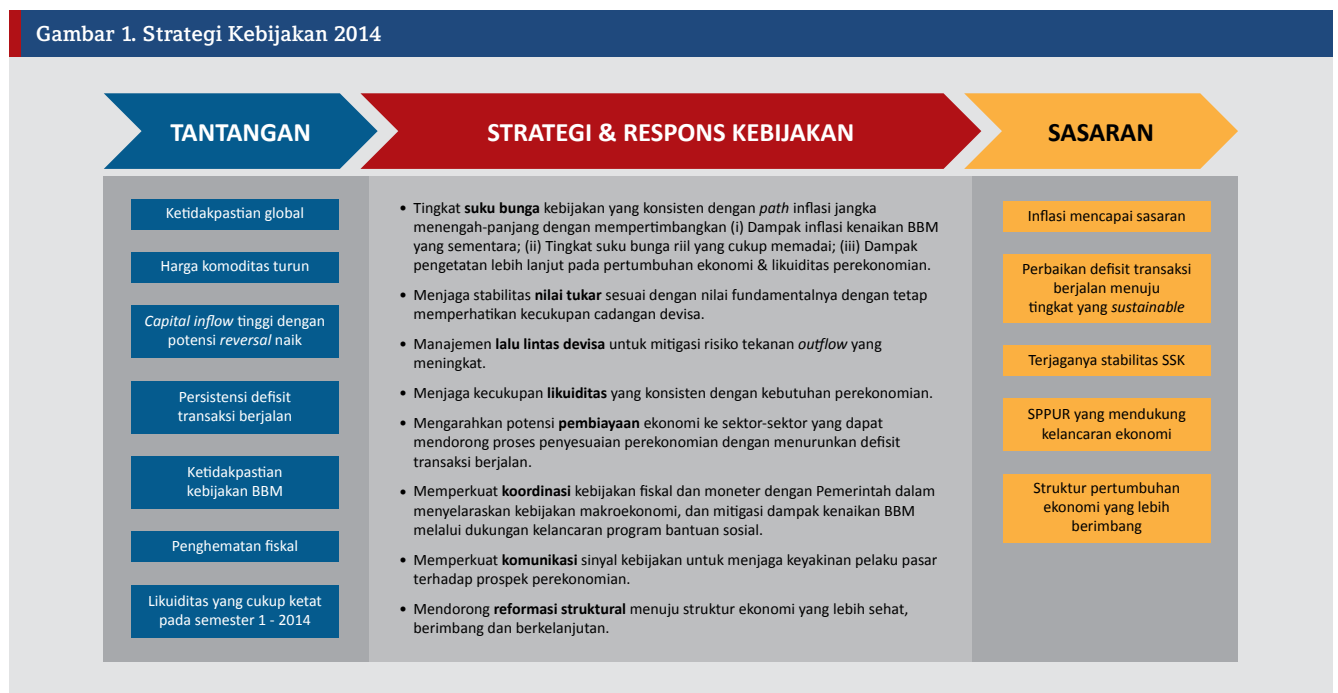 Gambar 1. Strategi Kebijakan 2014
TANTANGAN
STRATEGI & RESPONS KEBIJAKAN
SASARAN
Ketidakpastian global
Harga komoditas turun
Capital inflow tinggi dengan
potensi reversal naik
Persistensi defisit
transaksi berjalan
Ketidakpastian
kebijakan BBM
Penghematan fiskal
Likuiditas yang cukup ketat
pada semester 1 - 2014
• Tingkat suku bunga kebijakan yang konsisten dengan path inflasi jangka
menengah-panjang dengan mempertimbangkan (i) Dampak inflasi kenaikan BBM
yang sementara; (ii) Tingkat suku bunga riil yang cukup memadai; (iii) Dampak
pengetatan lebih lanjut pada pertumbuhan ekonomi & likuiditas perekonomian.
• Menjaga stabilitas nilai tukar sesuai dengan nilai fundamentalnya dengan tetap
memperhatikan kecukupan cadangan devisa.
• Manajemen lalu lintas devisa untuk mitigasi risiko tekanan outflow yang
meningkat.
• Menjaga kecukupan likuiditas yang konsisten dengan kebutuhan perekonomian.
• Mengarahkan potensi pembiayaan ekonomi ke sektor-sektor yang dapat
mendorong proses penyesuaian perekonomian dengan menurunkan defisit
transaksi berjalan.
• Memperkuat koordinasi kebijakan fiskal dan moneter dengan Pemerintah dalam
menyelaraskan kebijakan makroekonomi, dan mitigasi dampak kenaikan BBM
melalui dukungan kelancaran program bantuan sosial.
• Memperkuat komunikasi sinyal kebijakan untuk menjaga keyakinan pelaku pasar
terhadap prospek perekonomian.
• Mendorong reformasi struktural menuju struktur ekonomi yang lebih sehat,
berimbang dan berkelanjutan.
Inflasi mencapai sasaran
Perbaikan defisit transaksi
berjalan menuju
tingkat yang sustainable
Terjaganya stabilitas SSK
SPPUR yang mendukung
kelancaran ekonomi
Struktur pertumbuhan
ekonomi yang lebih
berimbang